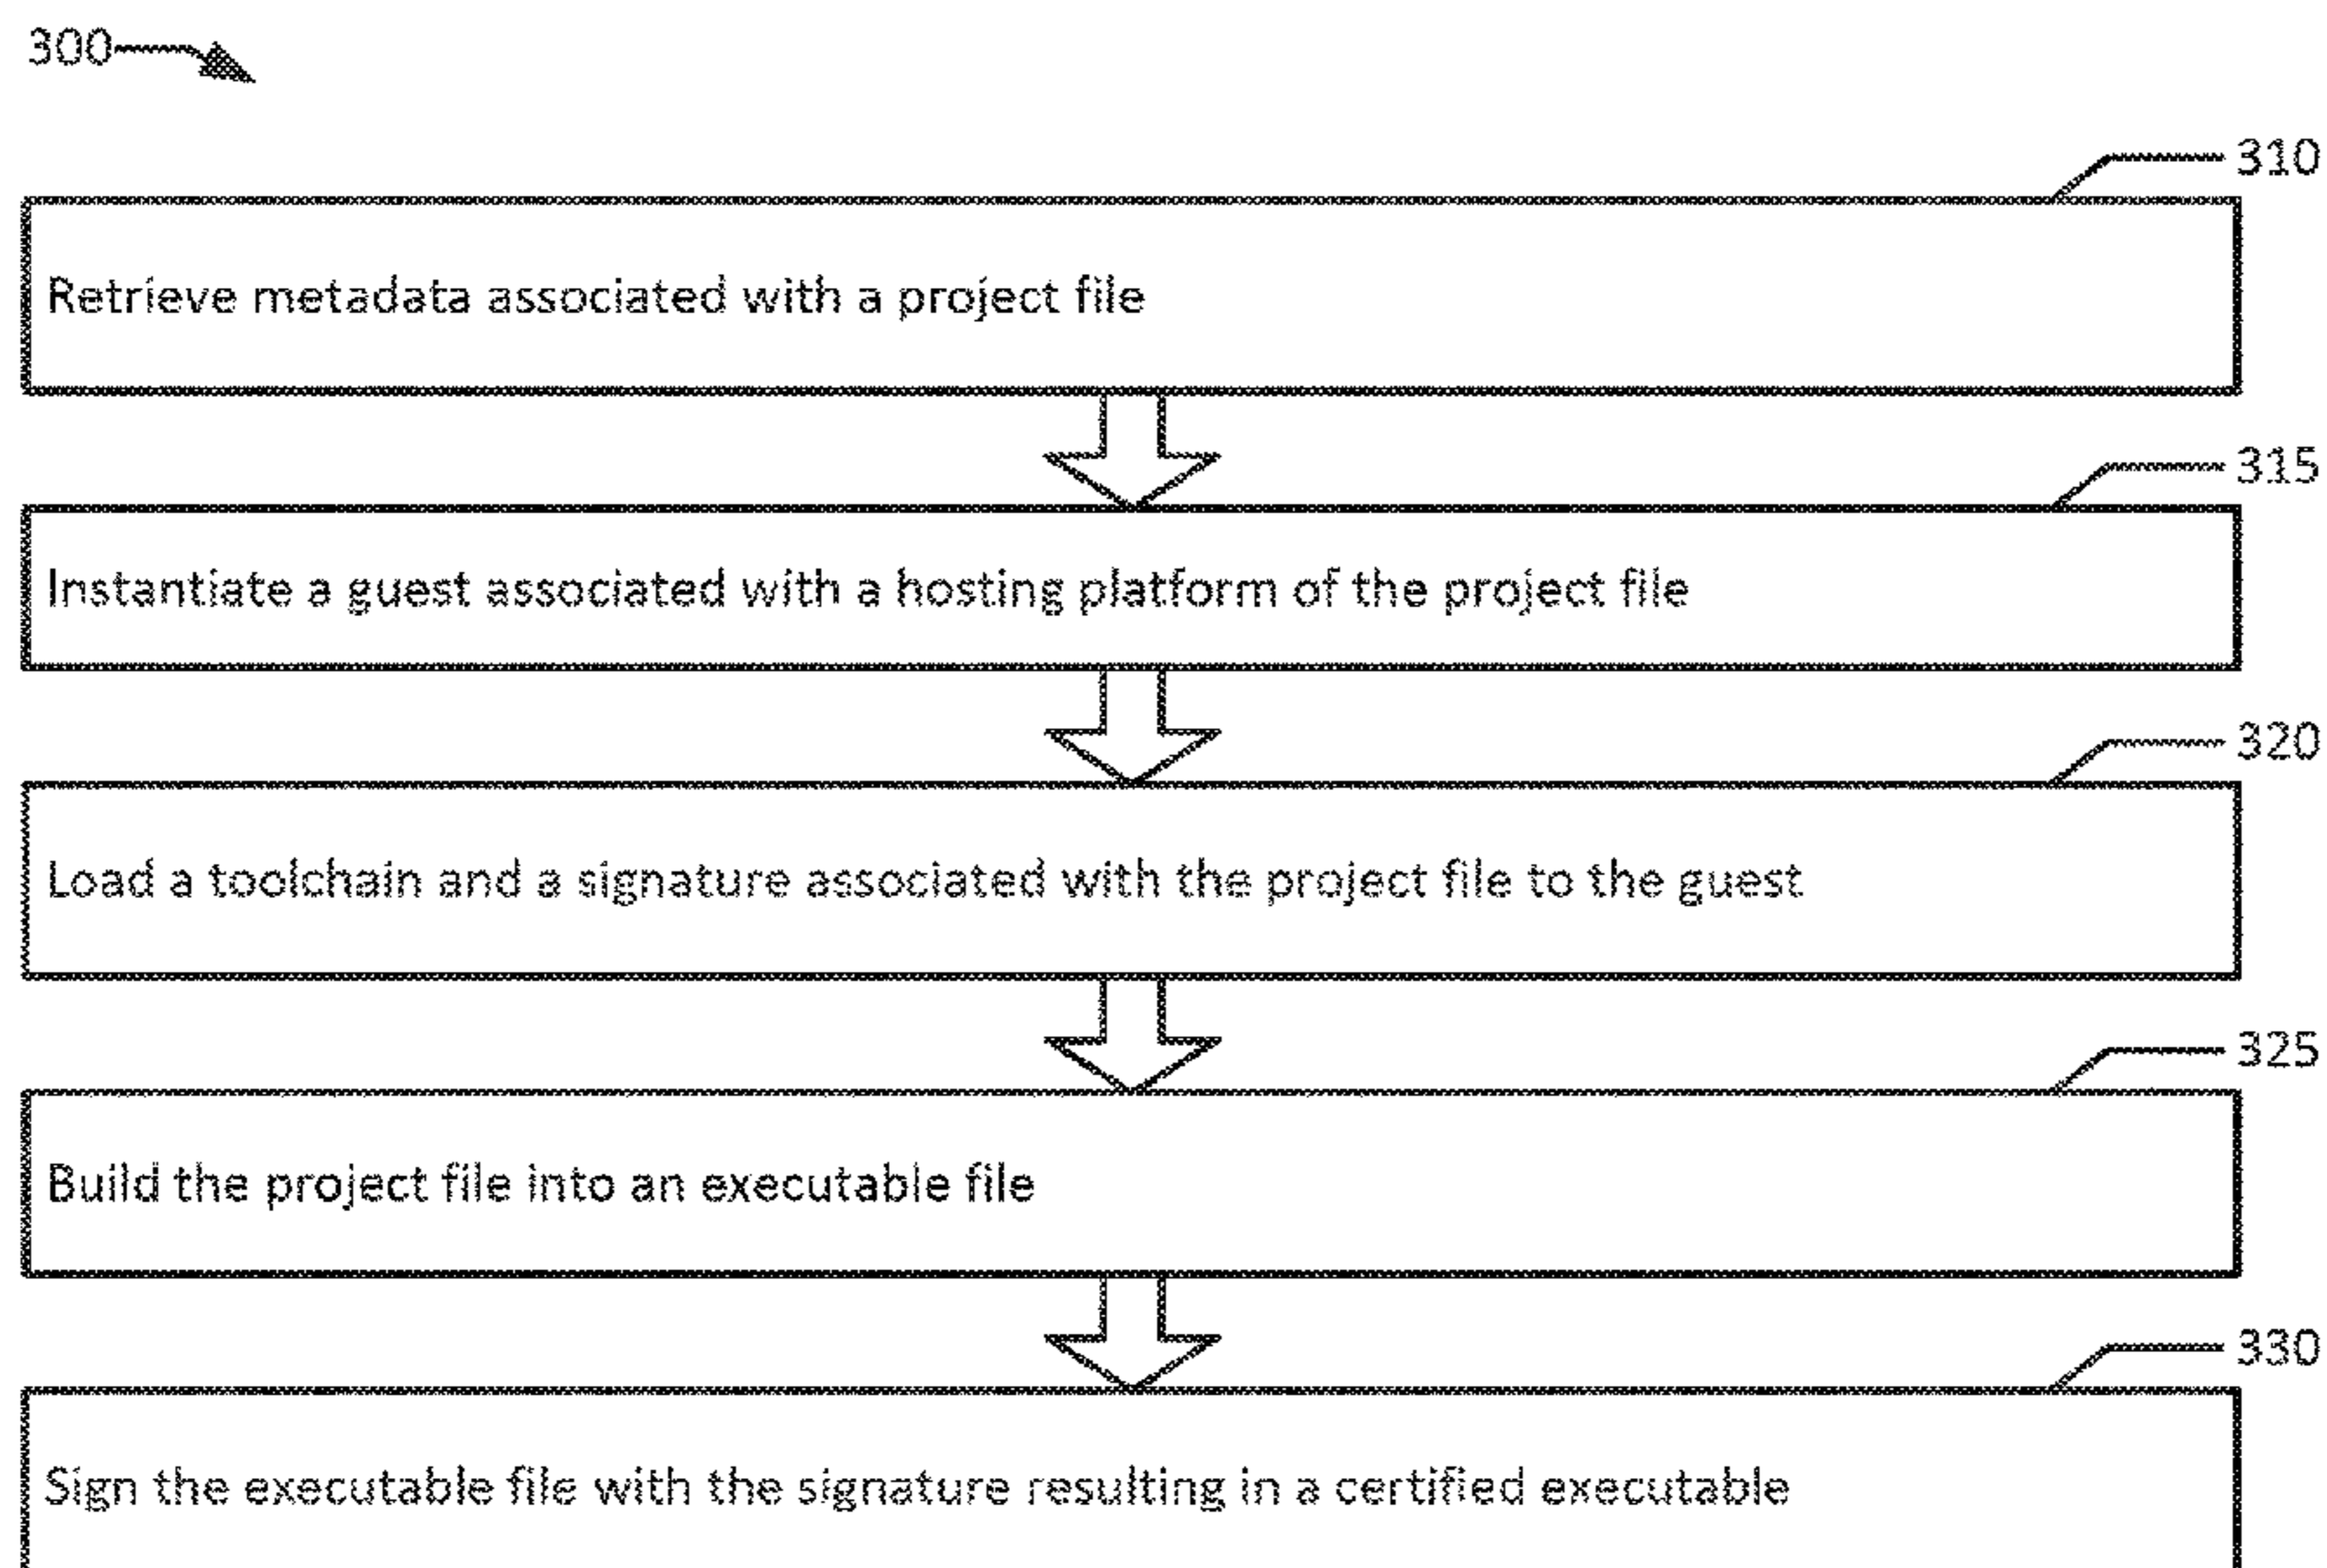 300
310
Retrieve metadata associated with a project file
315
Instantiate a guest associated with a hosting platform of the project file
320
Load a toolchain and a signature associated with the project file to the guest
325
Build the project file into an executable file
330
Sign the executable file with the signature resulting in a certified executable